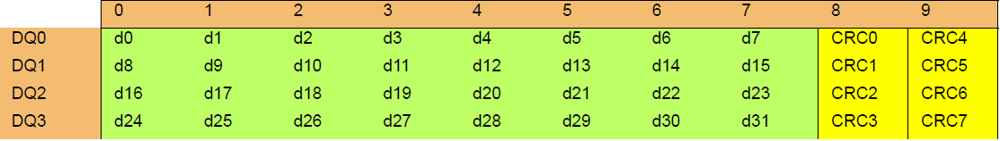 0 1 2 3 4 5 6 7 8 9
DQ0 d0 d1 d2 d3 d4 d5 d6 d7 CRC0 CRC4
DQ1 d8 d9 d10 d11 d12 d13 d14 d15 CRC1 CRC5
DQ2 d16 d17 d18 d19 d20 d21 d22 d23 CRC2 CRC6
DQ3 d24 d25 d26 d27 d28 d29 d30 d31 CRC3 CRC7